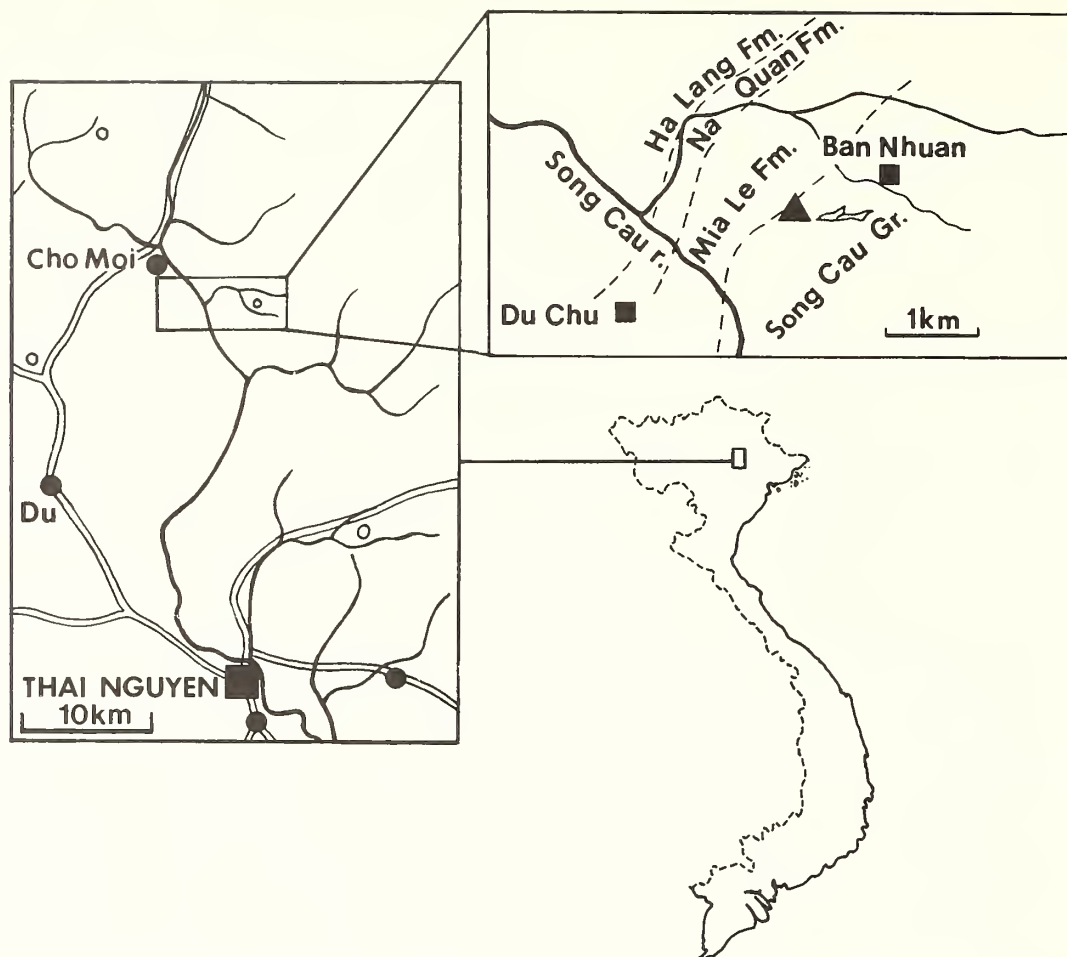 Cho Moi
Du
THAI NGUYEN
10km
Ha Lang Fm.
Na Quan Fm.
Mia Le Fm.
Song Cau r.
Ban Nhuan
Song Cau Gr.
Du Chu
1km